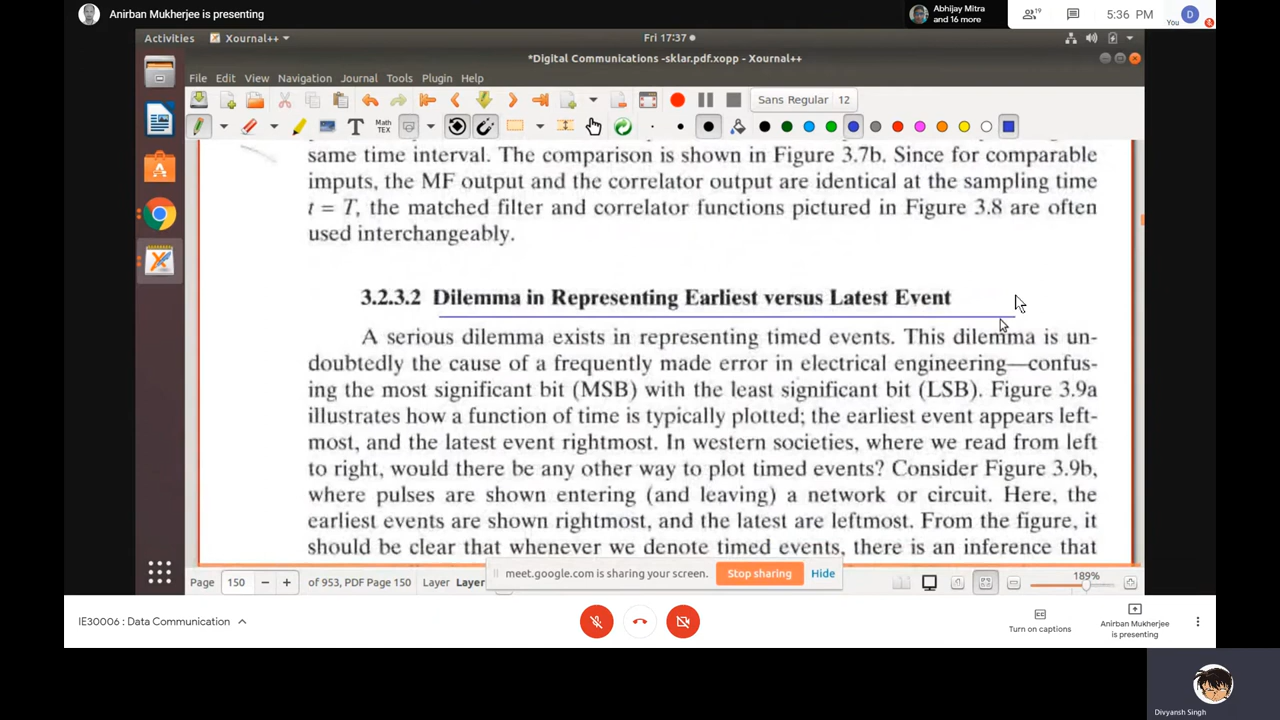 Anirban Mukherjee is presenting
Abhijay Mitra
and 16 more
19
5:36 PM
You
D
Activities
Xournal++
Fri 17:37
*Digital Communications -sklar.pdf.xopp - Xournal++
File Edit View Navigation Journal Tools Plugin Help
Sans Regular 12
T
MATH
TEX
same time interval. The comparison is shown in Figure 3.7b. Since for comparable
imputs, the MF output and the correlator output are identical at the sampling time
t = T, the matched filter and correlator functions pictured in Figure 3.8 are often
used interchangeably.
3.2.3.2 Dilemma in Representing Earliest versus Latest Event
A serious dilemma exists in representing timed events. This dilemma is un-
doubtedly the cause of a frequently made error in electrical engineering—confus-
ing the most significant bit (MSB) with the least significant bit (LSB). Figure 3.9a
illustrates how a function of time is typically plotted; the earliest event appears left-
most, and the latest event rightmost. In western societies, where we read from left
to right, would there be any other way to plot timed events? Consider Figure 3.9b,
where pulses are shown entering (and leaving) a network or circuit. Here, the
earliest events are shown rightmost, and the latest are leftmost. From the figure, it
should be clear that whenever we denote timed events, there is an inference that
meet.google.com is sharing your screen. Stop sharing Hide
Page 150 - + of 953, PDF Page 150 Layer Layer
189%
IE30006 : Data Communication
Turn on captions
Anirban Mukherjee
is presenting
Divyansh Singh